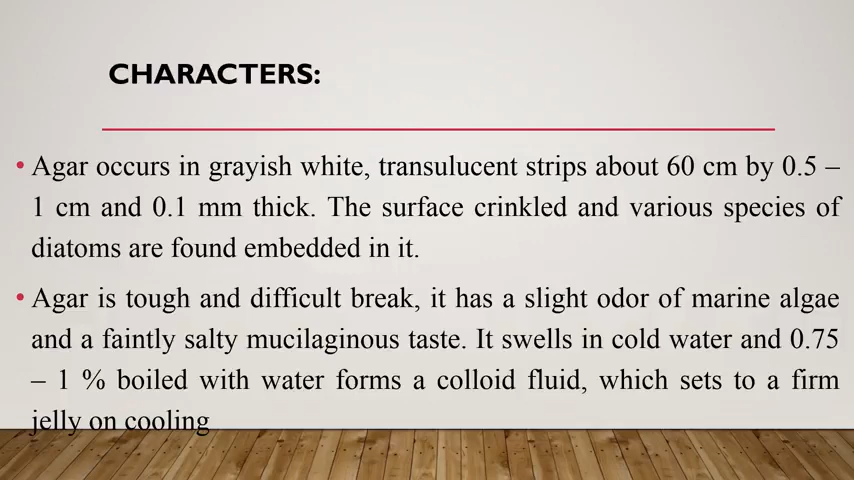 CHARACTERS:
• Agar occurs in grayish white, transulucent strips about 60 cm by 0.5 –
1 cm and 0.1 mm thick. The surface crinkled and various species of
diatoms are found embedded in it.
• Agar is tough and difficult break, it has a slight odor of marine algae
and a faintly salty mucilaginous taste. It swells in cold water and 0.75
– 1 % boiled with water forms a colloid fluid, which sets to a firm
jelly on cooling